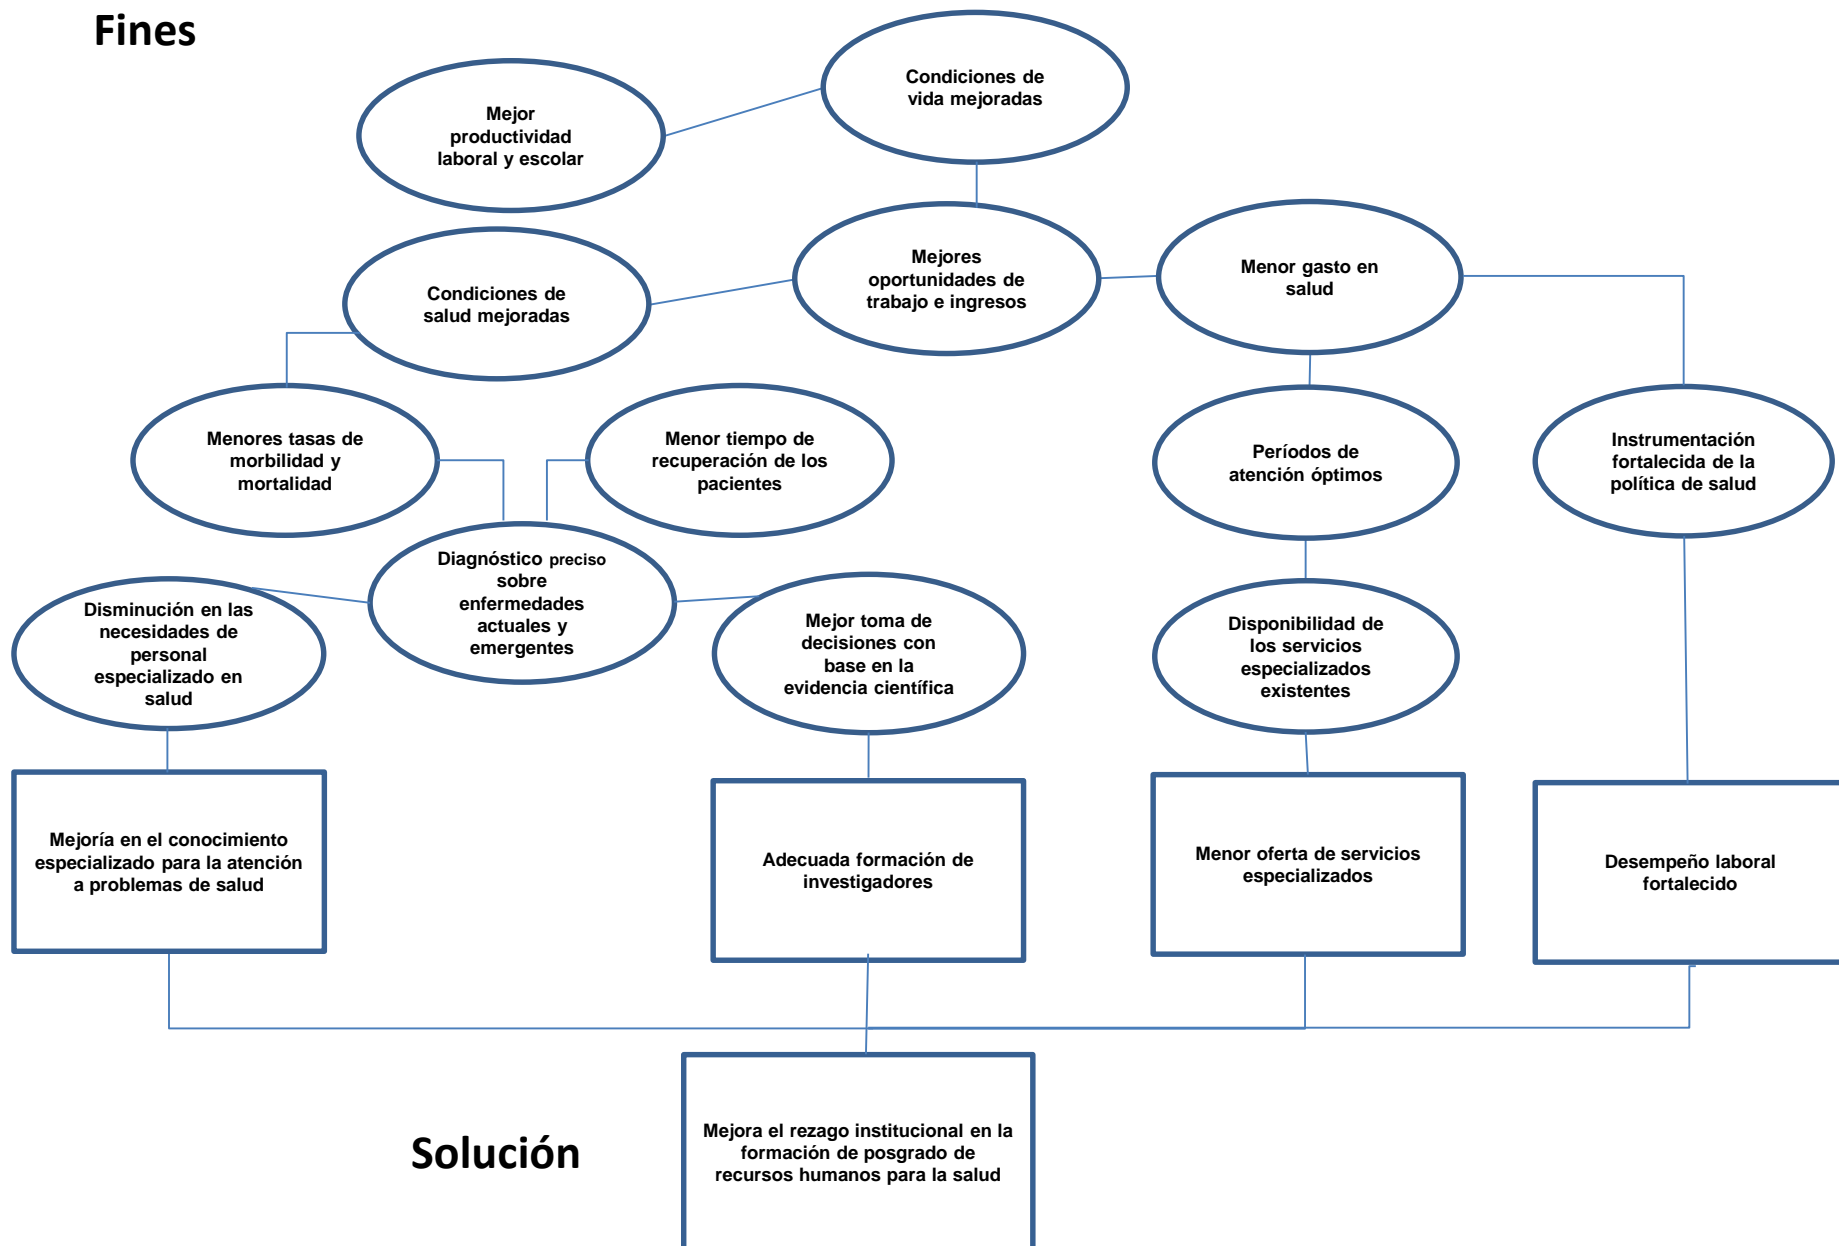 Fines
Condiciones de
vida mejoradas
Mejor
productividad
laboral y escolar
Mejores
oportunidades de
trabajo e ingresos
Menor gasto en
salud
Condiciones de
salud mejoradas
Menores tasas de
morbilidad y
mortalidad
Menor tiempo de
recuperación de los
pacientes
Períodos de
atención óptimos
Instrumentación
fortalecida de la
política de salud
Diagnóstico preciso
sobre
enfermedades
actuales y
emergentes
Disminución en las
necesidades de
personal
especializado en
salud
Mejor toma de
decisiones con
base en la
evidencia científica
Disponibilidad de
los servicios
especializados
existentes
Mejoría en el conocimiento
especializado para la atención
a problemas de salud
Adecuada formación de
investigadores
Menor oferta de servicios
especializados
Desempeño laboral
fortalecido
Solución
Mejora el rezago institucional en la
formación de posgrado de
recursos humanos para la salud